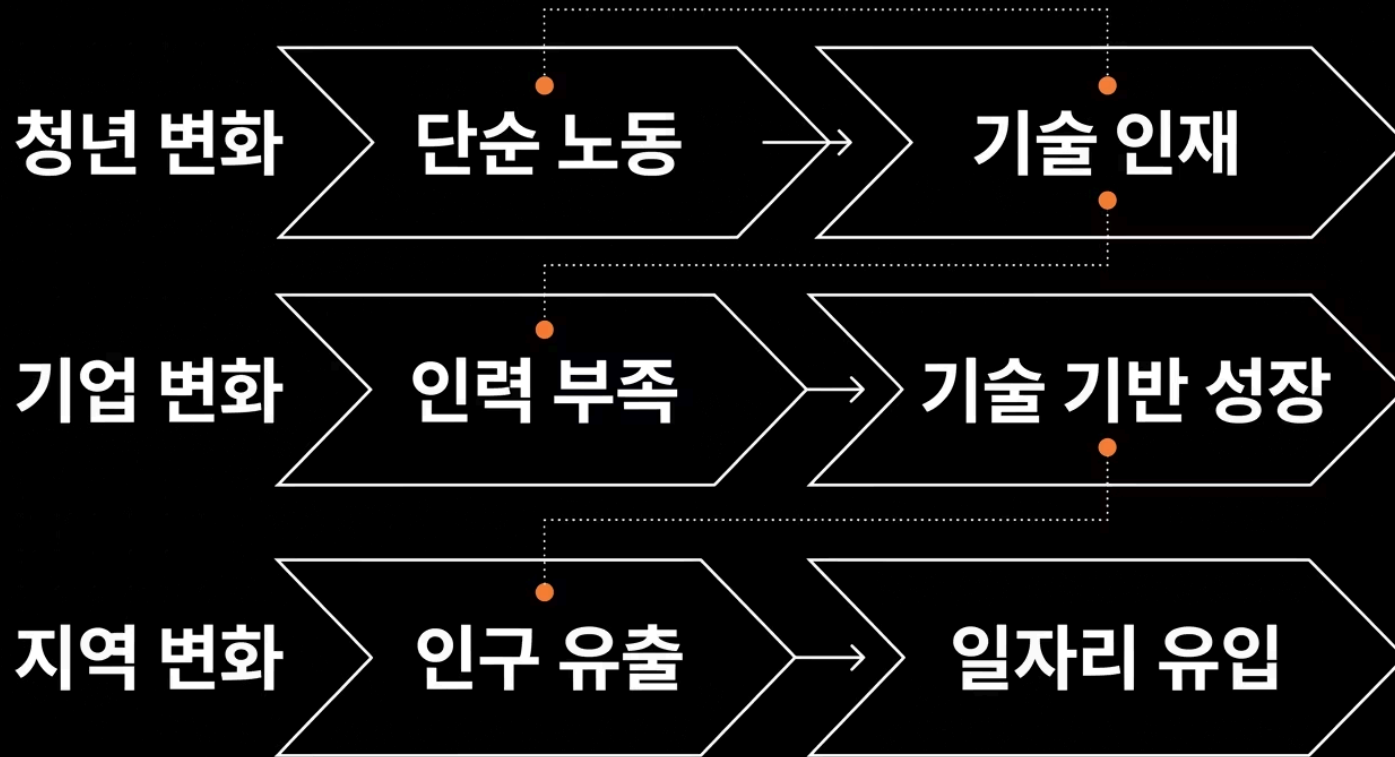 청년 변화 단순 노동 기술 인재
기업 변화 인력 부족 기술 기반 성장
지역 변화 인구 유출 일자리 유입